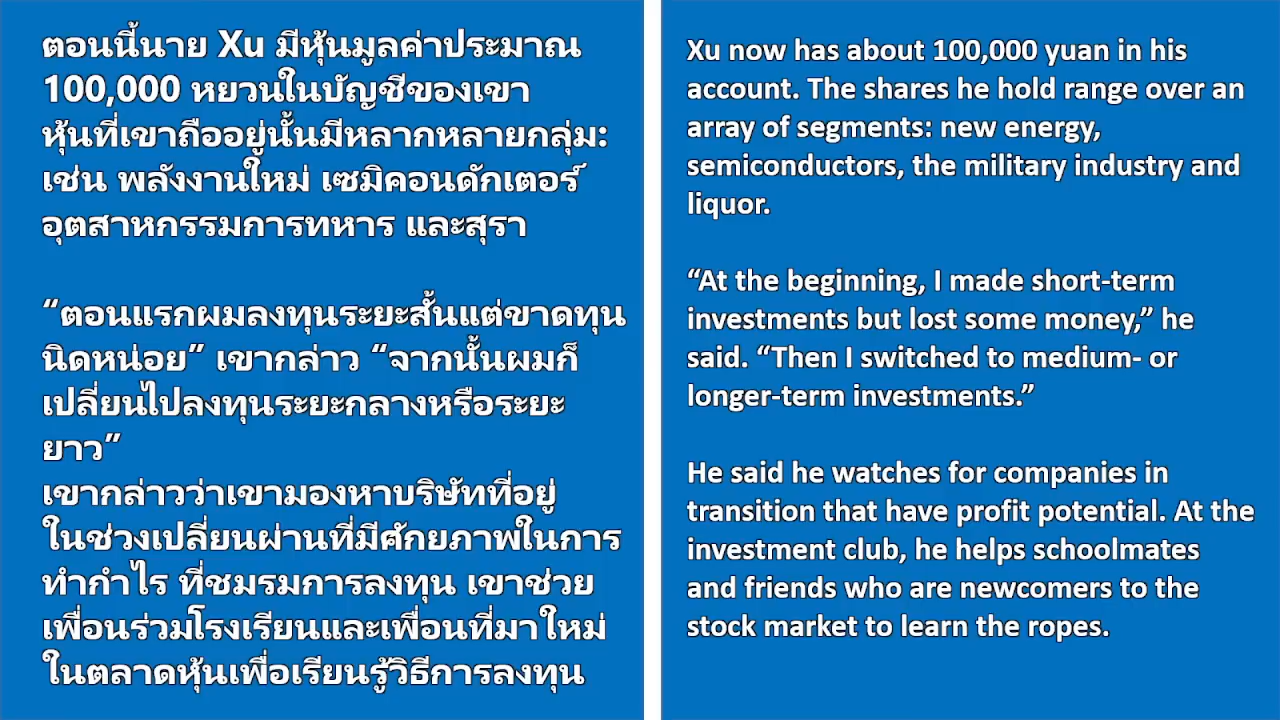 ตอนนี้นาย Xu มีหุ้นมูลค่าประมาณ
100,000 หยวนในบัญชีของเขา
หุ้นที่เขาถืออยู่นั้นมีหลากหลายกลุ่ม:
เช่น พลังงานใหม่ เซมิคอนดักเตอร์
อุตสาหกรรมการทหาร และสุรา
“ตอนแรกผมลงทุนระยะสั้นแต่ขาดทุน
นิดหน่อย” เขากล่าว “จากนั้นผมก็
เปลี่ยนไปลงทุนระยะกลางหรือระยะ
ยาว”
เขากล่าวว่าเขามองหาบริษัทที่อยู่
ในช่วงเปลี่ยนผ่านที่มีศักยภาพในการ
ทำกำไร ที่ชมรมการลงทุน เขาช่วย
เพื่อนร่วมโรงเรียนและเพื่อนที่มาใหม่
ในตลาดหุ้นเพื่อเรียนรู้วิธีการลงทุน
Xu now has about 100,000 yuan in his
account. The shares he hold range over an
array of segments: new energy,
semiconductors, the military industry and
liquor.
“At the beginning, I made short-term
investments but lost some money,” he
said. “Then I switched to medium- or
longer-term investments.”
He said he watches for companies in
transition that have profit potential. At the
investment club, he helps schoolmates
and friends who are newcomers to the
stock market to learn the ropes.